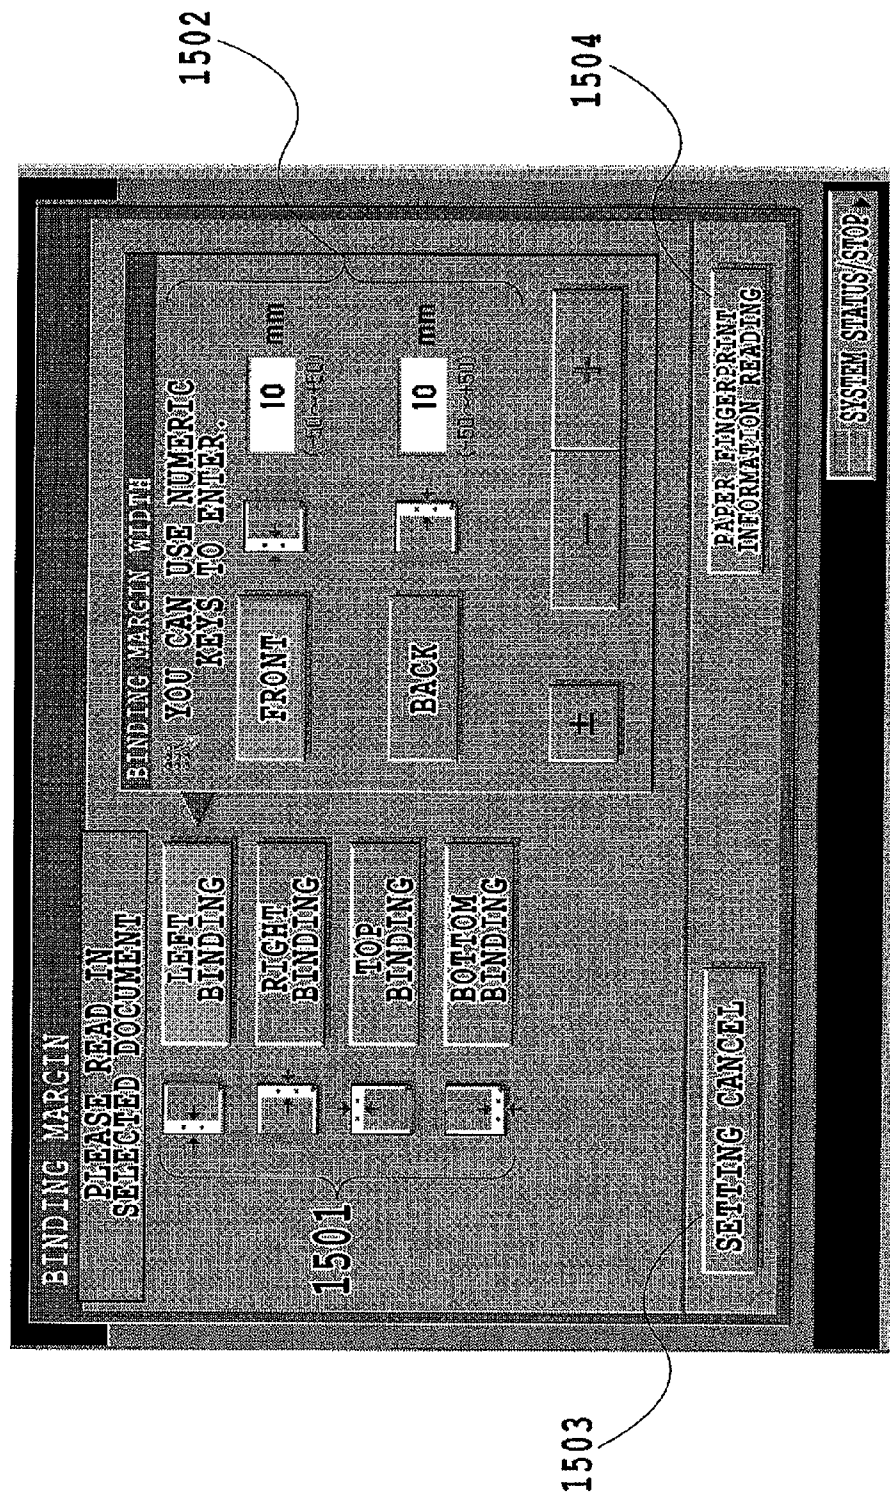 BINDING MARGIN
PLEASE READ IN
SELECTED DOCUMENT
1501
LEFT
BINDING
RIGHT
BINDING
TOP
BINDING
BOTTOM
BINDING
BINDING MARGIN WIDTH
YOU CAN USE NUMERIC
KEYS TO ENTER.
FRONT
10
mm
BACK
10
mm
±
−
+
1502
SETTING CANCEL
1503
PAPER FINGERPRINT
INFORMATION READING
1504
SYSTEM STATUS/STOP